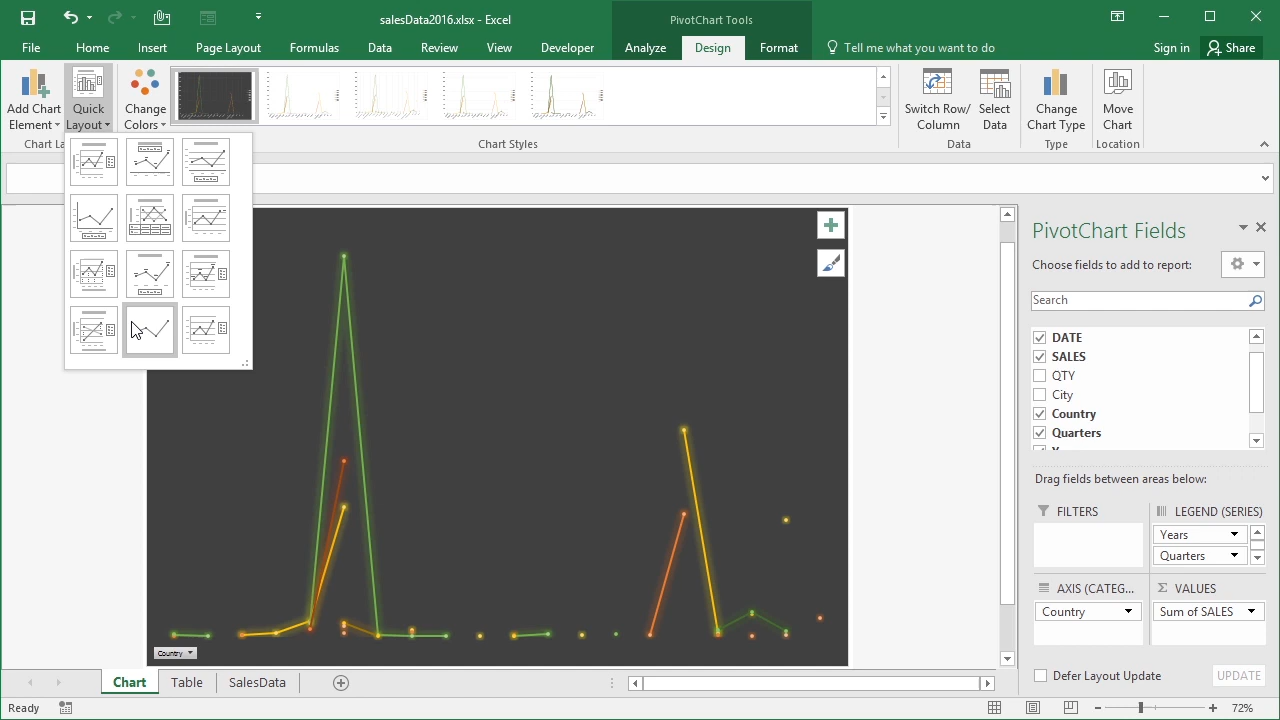 salesData2016.xlsx - Excel
PivotChart Tools
File Home Insert Page Layout Formulas Data Review View Developer Analyze Design Format Tell me what you want to do Sign in Share
Add Chart Element
Quick Layout
Change Colors
Switch Row/ Column
Select Data
Change Chart Type
Move Chart
Chart La
Chart Styles
Data
Type
Location
PivotChart Fields
Choose fields to add to report:
Search
DATE
SALES
QTY
City
Country
Quarters
Drag fields between areas below:
FILTERS
LEGEND (SERIES)
Years
Quarters
AXIS (CATEG...
VALUES
Country
Sum of SALES
Country
Defer Layout Update
UPDATE
Chart Table SalesData
Ready
72%